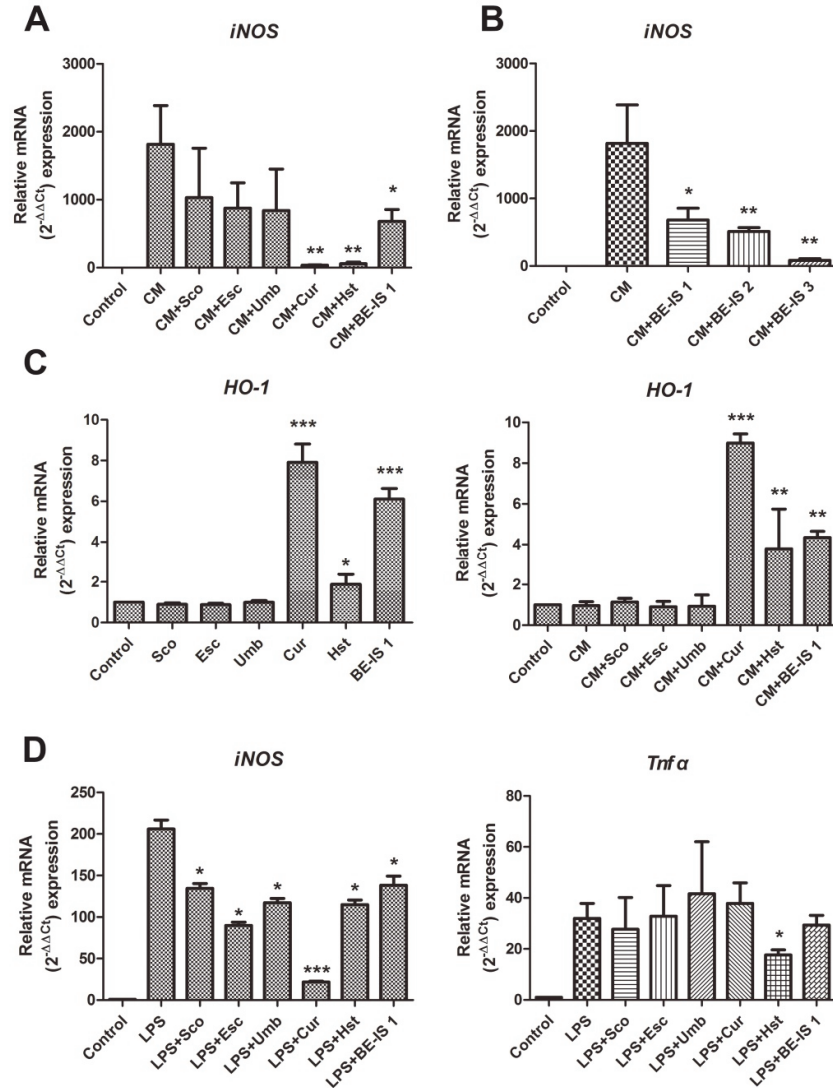 A
iNOS
Relative mRNA
(2-ΔΔCt) expression
3000
2000
1000
0
**
**
*
Control
CM
CM+Sco
CM+Esc
CM+Umb
CM+Cur
CM+Hst
CM+BE-IS 1
B
iNOS
Relative mRNA
(2-ΔΔCt) expression
3000
2000
1000
0
*
**
**
Control
CM
CM+BE-IS 1
CM+BE-IS 2
CM+BE-IS 3
C
HO-1
Relative mRNA
(2-ΔΔCt) expression
10
8
6
4
2
0
***
*
***
Control
Sco
Esc
Umb
Cur
Hst
BE-IS 1
HO-1
Relative mRNA
(2-ΔΔCt) expression
10
8
6
4
2
0
***
**
**
Control
CM
CM+Sco
CM+Esc
CM+Umb
CM+Cur
CM+Hst
CM+BE-IS 1
D
iNOS
Relative mRNA
(2-ΔΔCt) expression
250
200
150
100
50
0
*
*
*
***
*
*
Control
LPS
LPS+Sco
LPS+Esc
LPS+Umb
LPS+Cur
LPS+Hst
LPS+BE-IS 1
Tnf α
Relative mRNA
(2-ΔΔCt) expression
80
60
40
20
0
*
Control
LPS
LPS+Sco
LPS+Esc
LPS+Umb
LPS+Cur
LPS+Hst
LPS+BE-IS 1